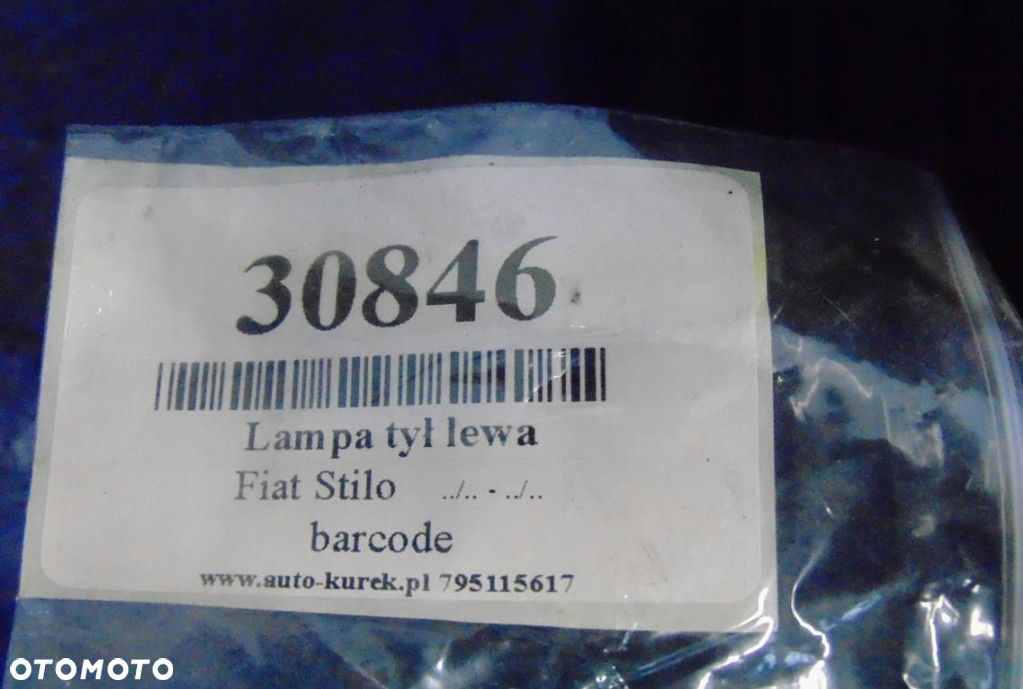 30846
Lampa tył lewa
Fiat Stilo ../.. - ../..
barcode
www.auto-kurek.pl 795115617
OTOMOTO